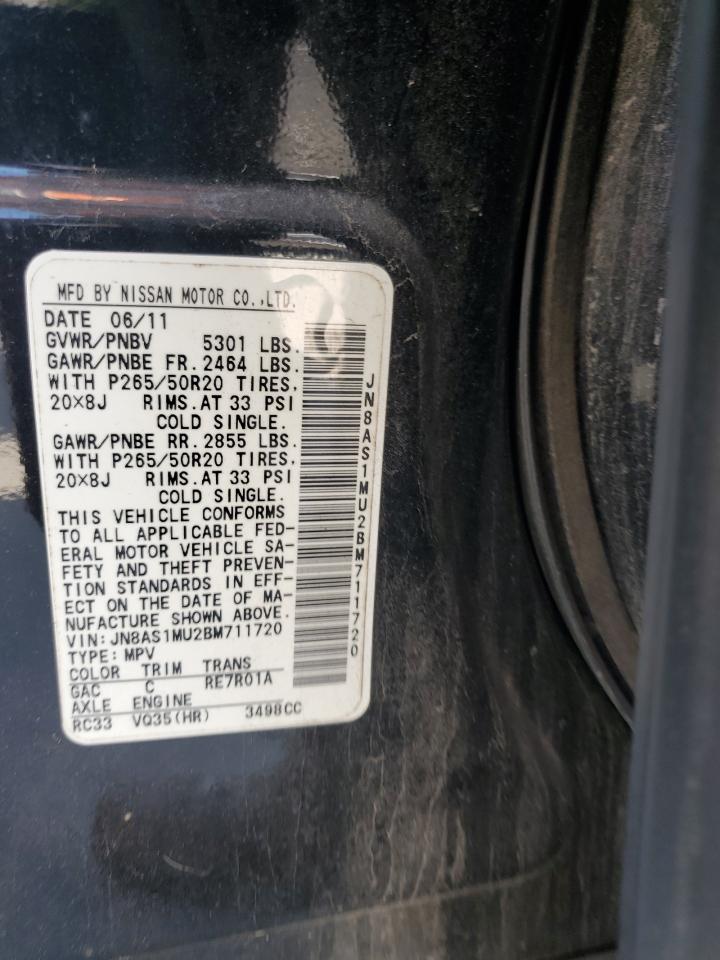 MFD BY NISSAN MOTOR CO.,LTD.
DATE 06/11
GVWR/PNBV 5301 LBS.
GAWR/PNBE FR. 2464 LBS.
WITH P265/50R20 TIRES,
20×8J RIMS.AT 33 PSI
COLD SINGLE.
GAWR/PNBE RR. 2855 LBS.
WITH P265/50R20 TIRES,
20×8J RIMS.AT 33 PSI
COLD SINGLE.
THIS VEHICLE CONFORMS
TO ALL APPLICABLE FED-
ERAL MOTOR VEHICLE SA-
FETY AND THEFT PREVEN-
TION STANDARDS IN EFF-
ECT ON THE DATE OF MA-
NUFACTURE SHOWN ABOVE.
VIN: JN8AS1MU2BM711720
TYPE: MPV
COLOR TRIM TRANS
GAC C RE7R01A
AXLE ENGINE
RC33 VQ35(HR) 3498CC
JN8AS1MU2BM711720